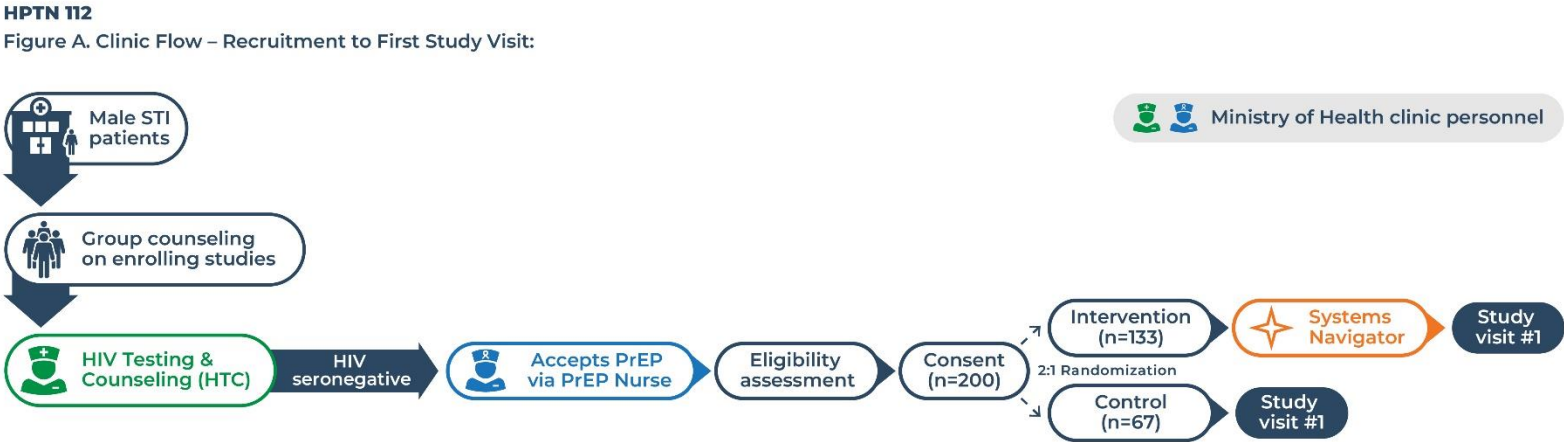 HPTN 112
Figure A. Clinic Flow – Recruitment to First Study Visit:
Male STI
patients
Ministry of Health clinic personnel
Group counseling
on enrolling studies
HIV Testing &
Counseling (HTC)
HIV
seronegative
Accepts PrEP
via PrEP Nurse
Eligibility
assessment
Consent
(n=200)
2:1 Randomization
Intervention
(n=133)
Systems
Navigator
Study
visit #1
Control
(n=67)
Study
visit #1